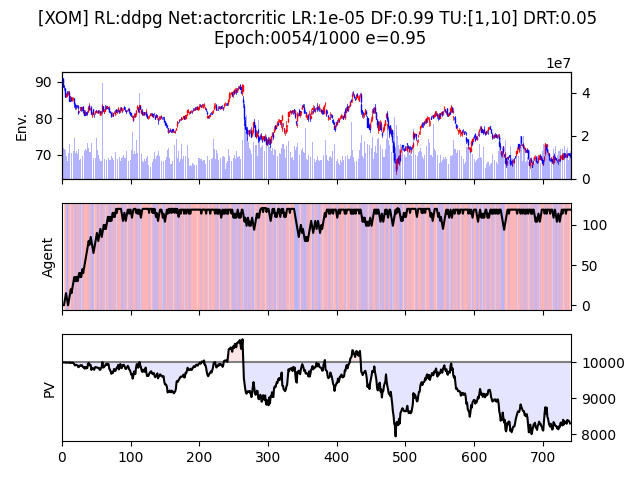 [XOM] RL:ddpg Net:actorcritic LR:1e-05 DF:0.99 TU:[1,10] DRT:0.05
Epoch:0054/1000 e=0.95
1e7
90
80
70
Env.
4
2
0
Agent
100
50
0
PV
10000
9000
8000
0 100 200 300 400 500 600 700